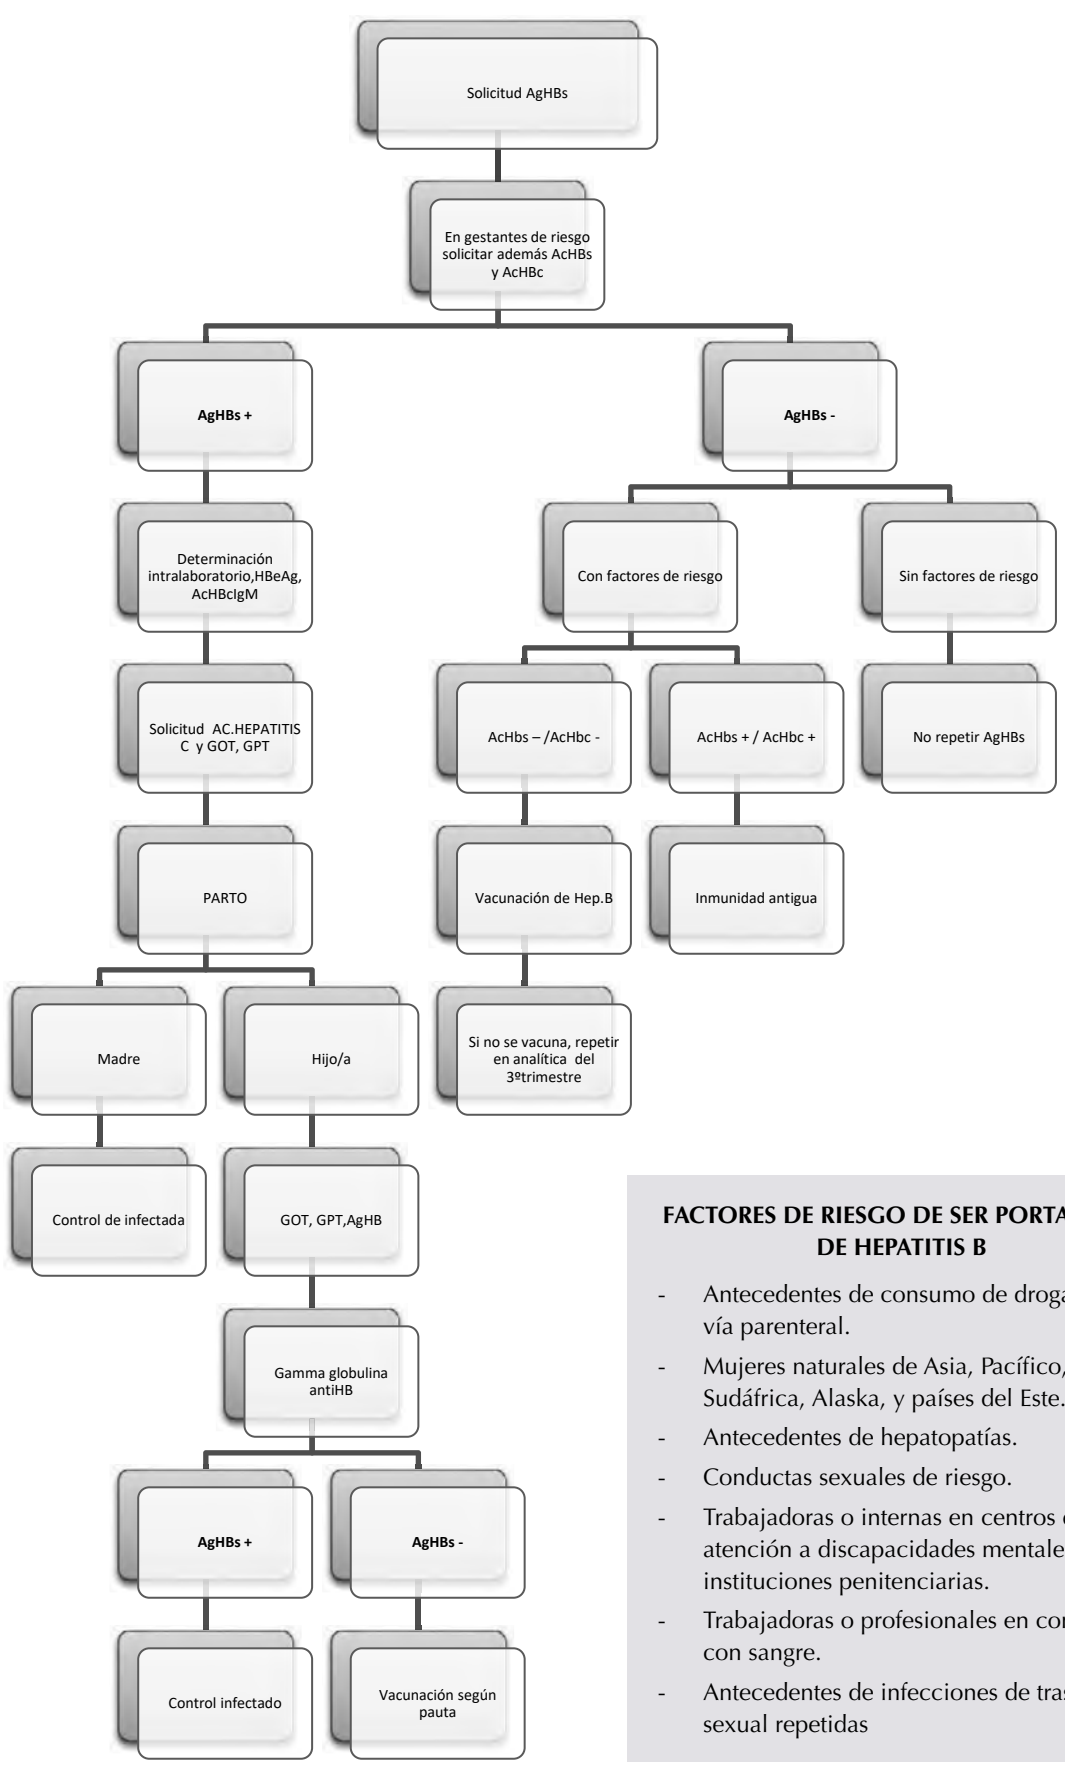 Solicitud AgHBs
En gestantes de riesgo
solicitar además AcHBs
y AcHBc
AgHBs +
AgHBs -
Determinación
intralaboratorio,HBeAg,
AcHBcIgM
Con factores de riesgo
Sin factores de riesgo
Solicitud AC.HEPATITIS
C y GOT, GPT
AcHbs – /AcHbc -
AcHbs + / AcHbc +
No repetir AgHBs
PARTO
Vacunación de Hep.B
Inmunidad antigua
Madre
Hijo/a
Si no se vacuna, repetir
en analítica del
3ºtrimestre
Control de infectada
GOT, GPT,AgHB
Gamma globulina
antiHB
AgHBs +
AgHBs -
Control infectado
Vacunación según
pauta
FACTORES DE RIESGO DE SER
DE HEPATITIS B
- Antecedentes de consumo de
vía parenteral.
- Mujeres naturales de Asia, Pacífico,
Sudáfrica, Alaska, y países del Este.
- Antecedentes de hepatopatías.
- Conductas sexuales de riesgo.
- Trabajadoras o internas en centros
atención a discapacidades
instituciones penitenciarias.
- Trabajadoras o profesionales en
con sangre.
- Antecedentes de infecciones de
sexual repetidas